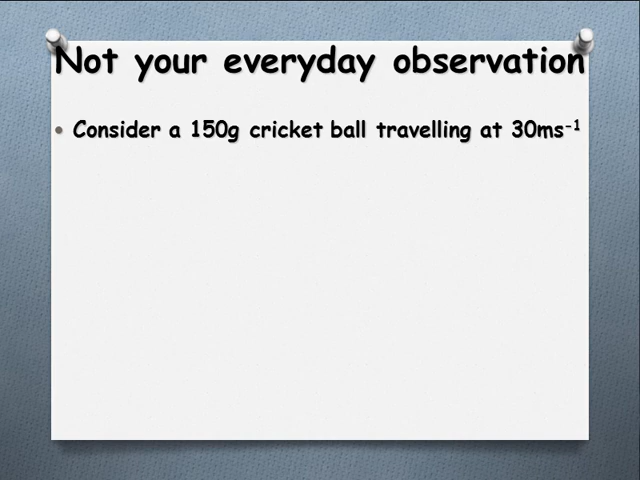 Not your everyday observation
• Consider a 150g cricket ball travelling at 30ms⁻¹